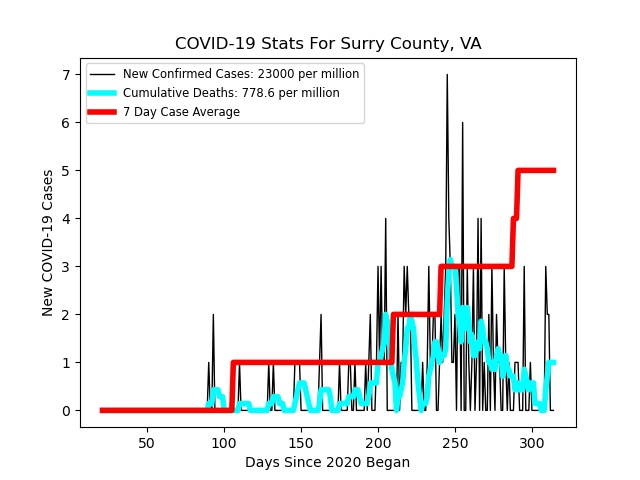 COVID-19 Stats For Surry County, VA
New Confirmed Cases: 23000 per million
Cumulative Deaths: 778.6 per million
7 Day Case Average
New COVID-19 Cases
7
6
5
4
3
2
1
0
50 100 150 200 250 300
Days Since 2020 Began